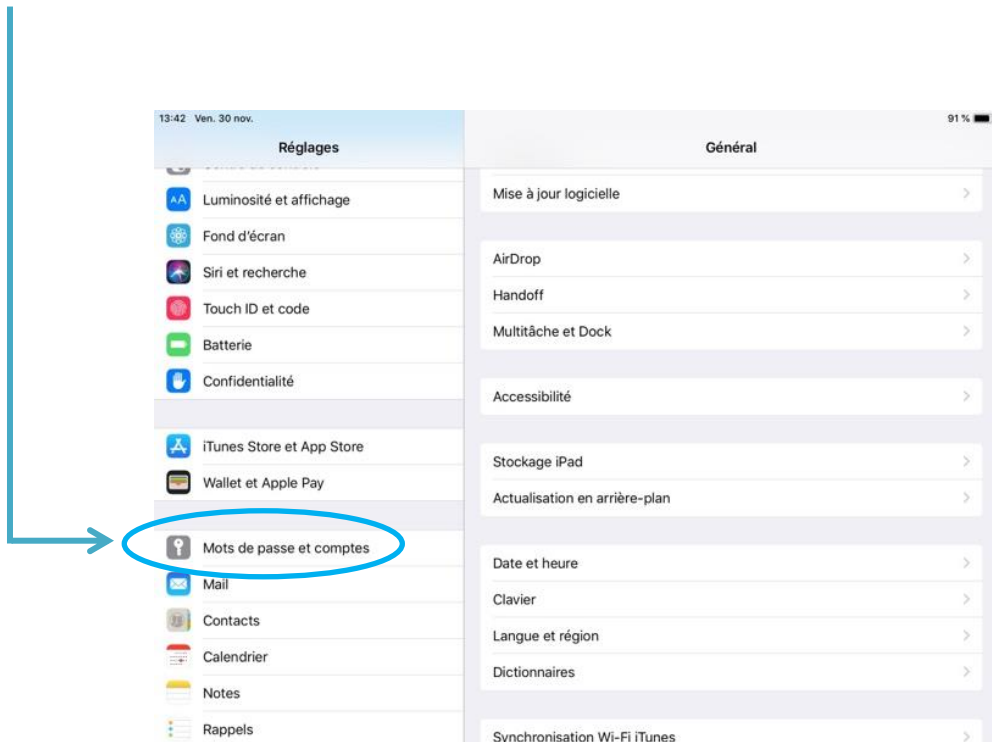 13:42 Ven. 30 nov.
91 %
Réglages
Luminosité et affichage
Fond d'écran
Siri et recherche
Touch ID et code
Batterie
Confidentialité
iTunes Store et App Store
Wallet et Apple Pay
Mots de passe et comptes
Mail
Contacts
Calendrier
Notes
Rappels
Général
Mise à jour logicielle
AirDrop
Handoff
Multitâche et Dock
Accessibilité
Stockage iPad
Actualisation en arrière-plan
Date et heure
Clavier
Langue et région
Dictionnaires
Synchronisation Wi-Fi iTunes